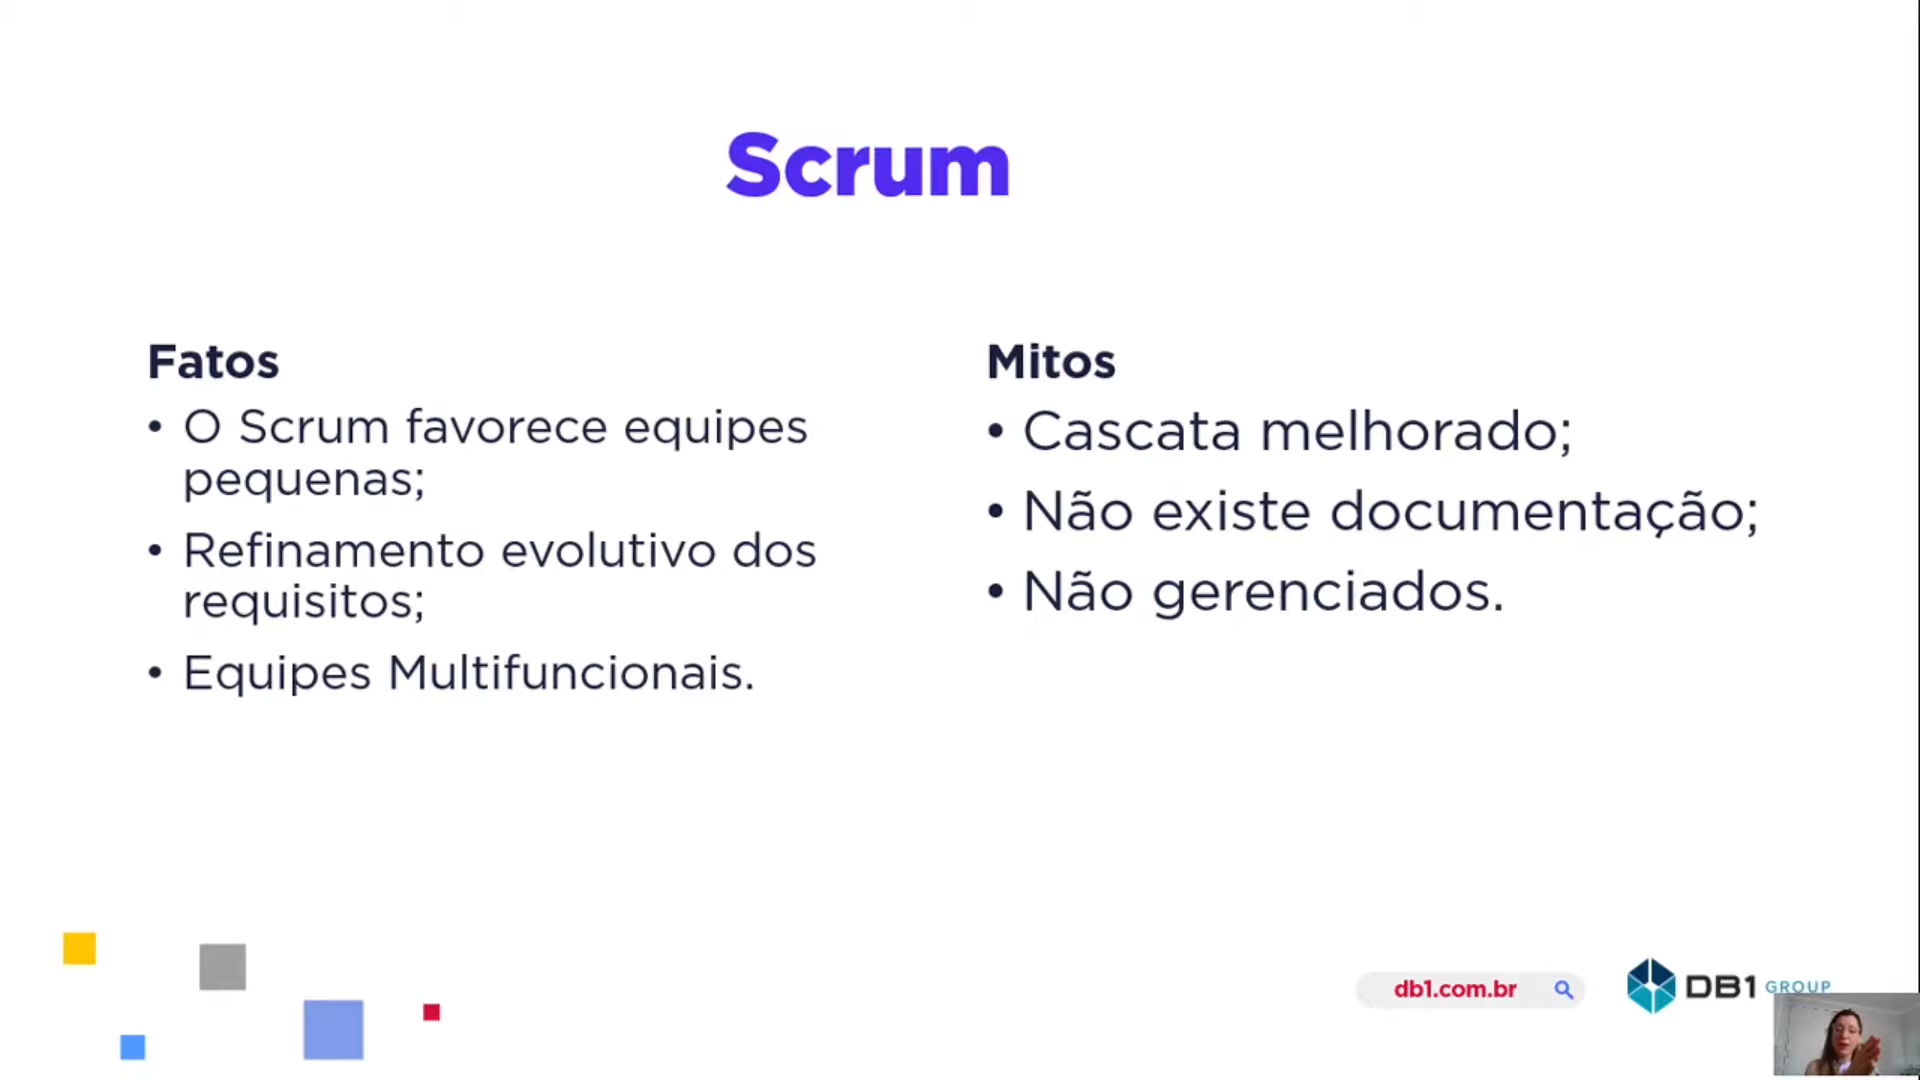 Scrum
Fatos
• O Scrum favorece equipes
pequenas;
• Refinamento evolutivo dos
requisitos;
• Equipes Multifuncionais.
Mitos
• Cascata melhorado;
• Não existe documentação;
• Não gerenciados.
db1.com.br
DB1 GROUP